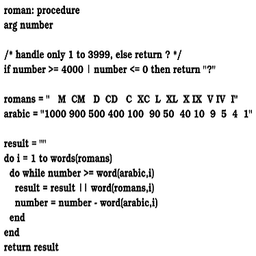 roman: procedure
arg number
/* handle only 1 to 3999, else return ? */
if number >= 4000 | number <= 0 then return "?"
romans = " M CM D CD C XC L XL X IX V IV I"
arabic = "1000 900 500 400 100 90 50 40 10 9 5 4 1"
result = ""
do i = 1 to words(romans)
do while number >= word(arabic,i)
result = result || word(romans,i)
number = number - word(arabic,i)
end
end
return result